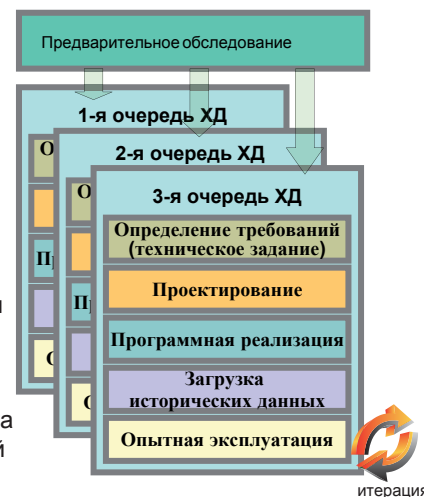 Предварительное обследование
1-я очередь ХД
2-я очередь ХД
3-я очередь ХД
Определение требований
(техническое задание)
Проектирование
Программная реализация
Загрузка
исторических данных
Опытная эксплуатация
итерация